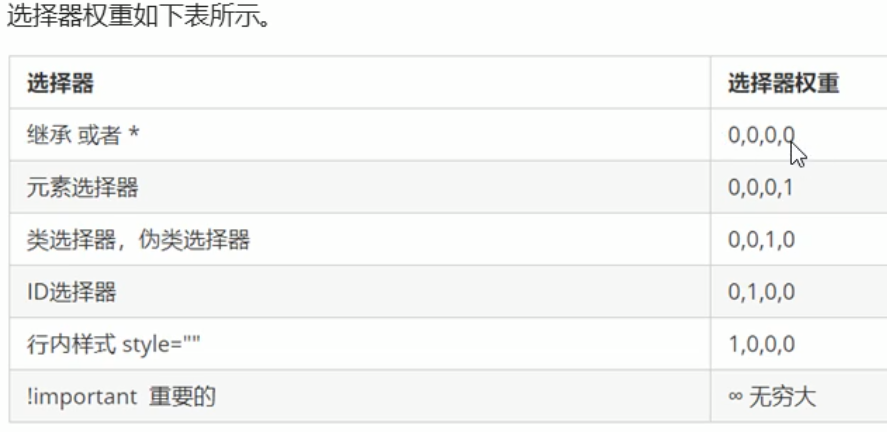 选择器权重如下表所示。
选择器 选择器权重
继承 或者 * 0,0,0,0
元素选择器 0,0,0,1
类选择器，伪类选择器 0,0,1,0
ID选择器 0,1,0,0
行内样式 style="" 1,0,0,0
!important 重要的 ∞ 无穷大